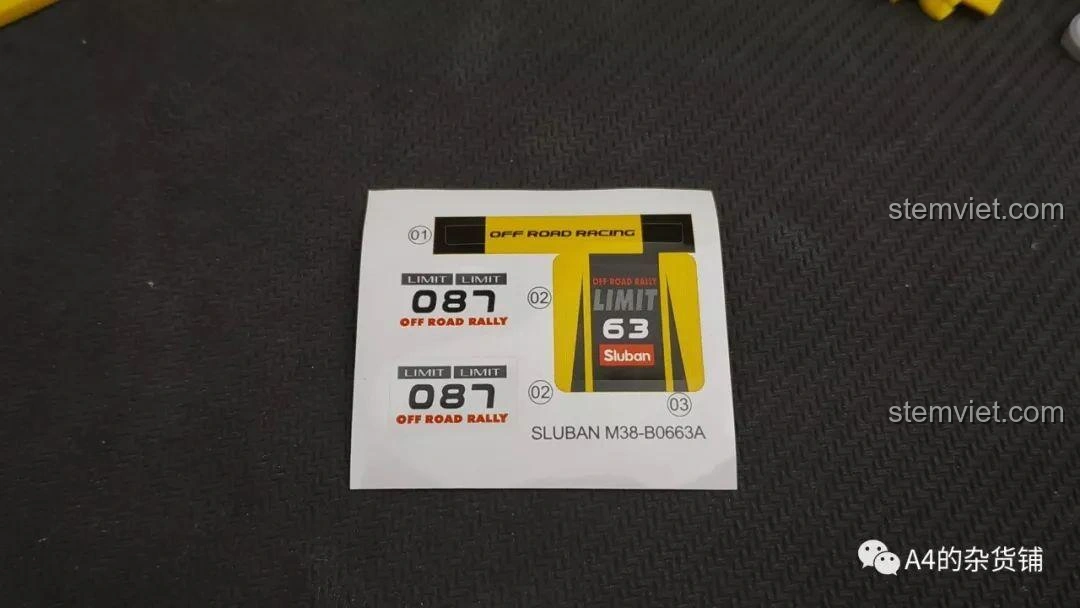 01
OFF ROAD RACING
LIMIT LIMIT
087
OFF ROAD RALLY
02
OFF ROAD RALLY
LIMIT
63
Sluban
LIMIT LIMIT
087
OFF ROAD RALLY
02
03
SLUBAN M38-B0663A
stemviet.com
stemviet.com
A4的杂货铺